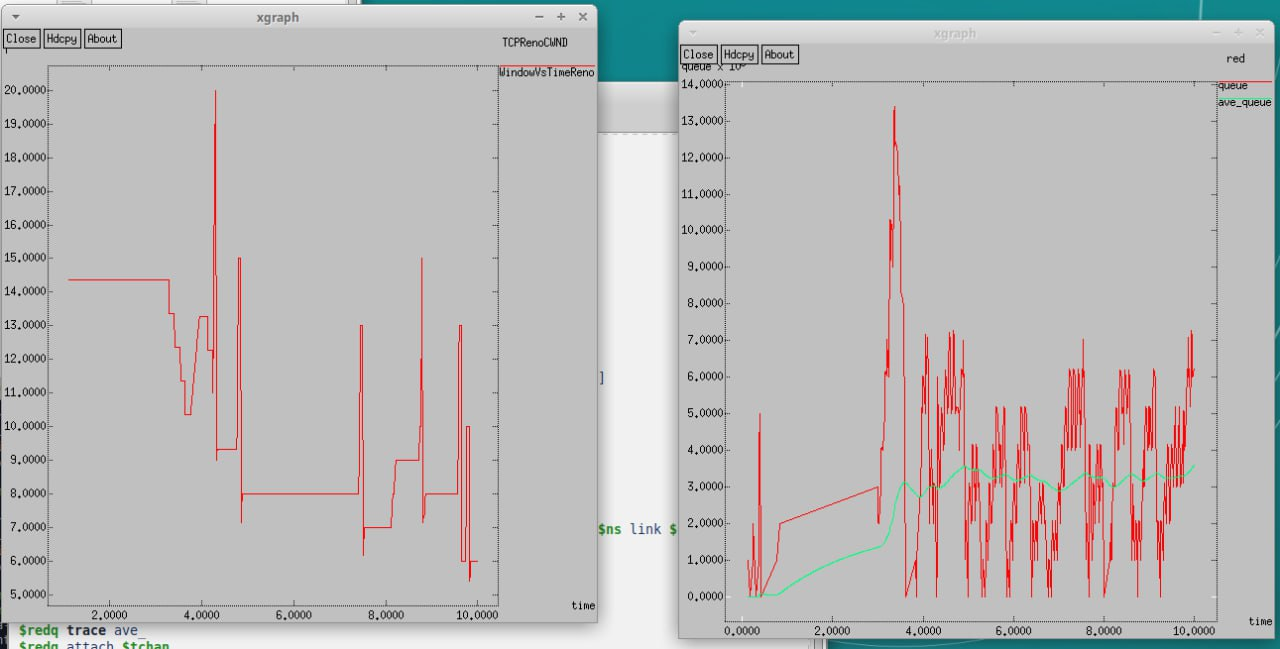 xgraph
Close Hdcpy About
TCPRenoCWND
WindowVsTimeReno
20.0000
19.0000
18.0000
17.0000
16.0000
15.0000
14.0000
13.0000
12.0000
11.0000
10.0000
9.0000
8.0000
7.0000
6.0000
5.0000
time
2.0000 4.0000 6.0000 8.0000 10.0000
xgraph
Close Hdcpy About
red
queue
ave_queue
14.0000
13.0000
12.0000
11.0000
10.0000
9.0000
8.0000
7.0000
6.0000
5.0000
4.0000
3.0000
2.0000
1.0000
0.0000
time
0.0000 2.0000 4.0000 6.0000 8.0000 10.0000
]
$ns link $
$redq trace ave_
$redq attach $tchan_